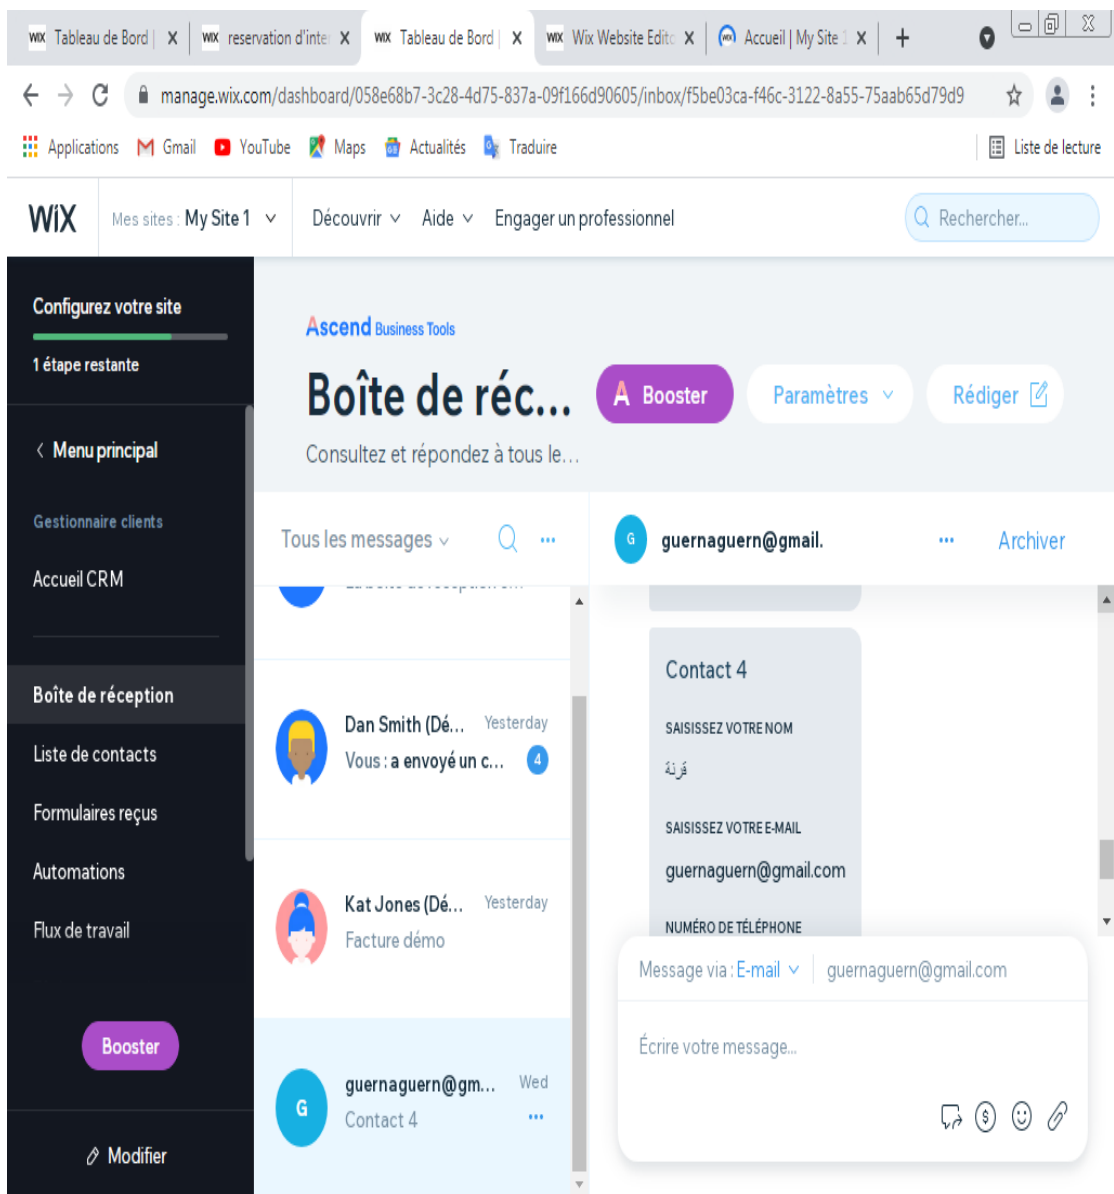 WiX Tableau de Bord |
WiX reservation d'inte
WiX Tableau de Bord |
WiX Wix Website Edito
Accueil | My Site 1
manage.wix.com/dashboard/058e68b7-3c28-4d75-837a-09f166d90605/inbox/f5be03ca-f46c-3122-8a55-75aab65d79d9
Applications Gmail YouTube Maps Actualités Traduire Liste de lecture
WiX Mes sites : My Site 1 Découvrir Aide Engager un professionnel Rechercher...
Configurez votre site
1 étape restante
< Menu principal
Gestionnaire clients
Accueil CRM
Boîte de réception
Liste de contacts
Formulaires reçus
Automations
Flux de travail
Booster
Modifier
Ascend Business Tools
Boîte de réc...
A Booster
Paramètres
Rédiger
Consultez et répondez à tous le...
Tous les messages
Dan Smith (Dé... Yesterday
Vous : a envoyé un c... 4
Kat Jones (Dé... Yesterday
Facture démo
G guernaguern@gm... Wed
Contact 4
G guernaguern@gmail. Archiver
Contact 4
SAISISSEZ VOTRE NOM
قرنة
SAISISSEZ VOTRE E-MAIL
guernaguern@gmail.com
NUMÉRO DE TÉLÉPHONE
Message via : E-mail guernaguern@gmail.com
Écrire votre message...